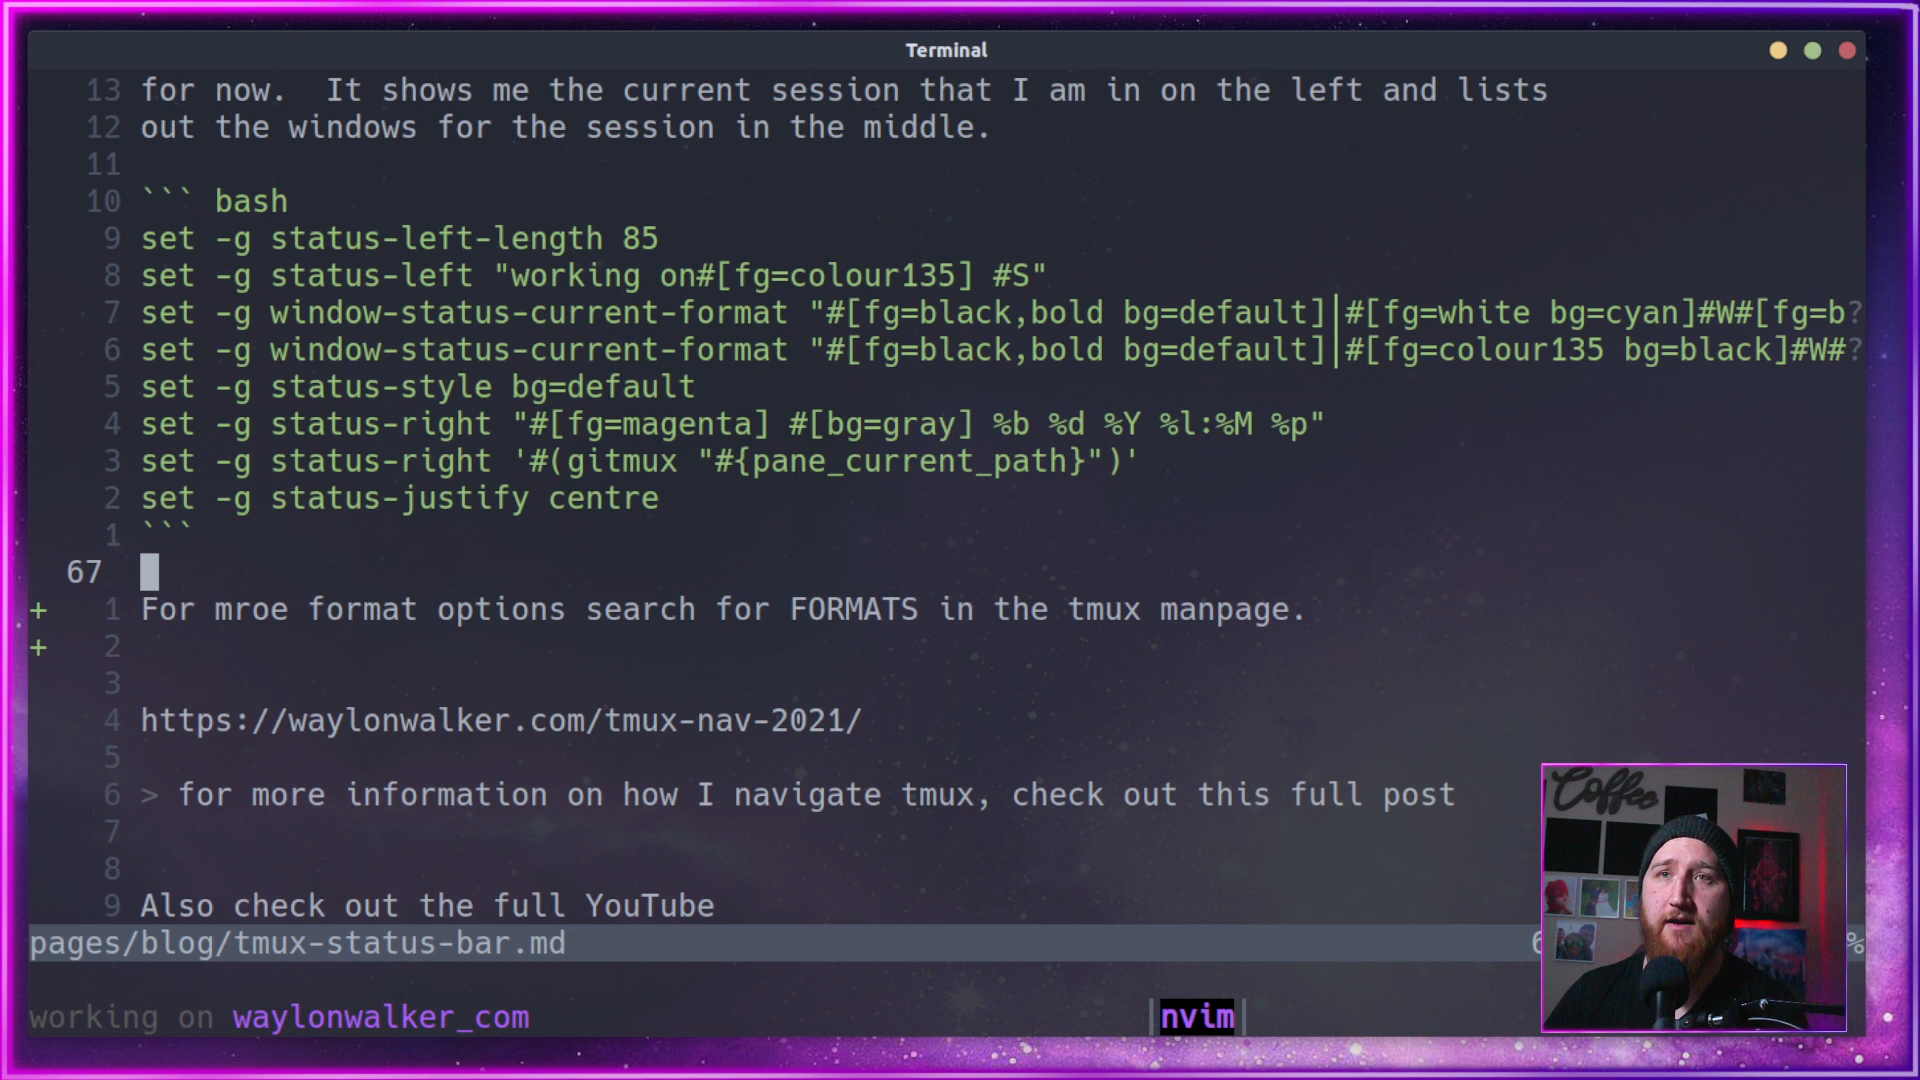 Terminal
13 for now.  It shows me the current session that I am in on the left and lists
12 out the windows for the session in the middle.
11
10 ``` bash
9 set -g status-left-length 85
8 set -g status-left "working on#[fg=colour135] #S"
7 set -g window-status-current-format "#[fg=black,bold bg=default]│#[fg=white bg=cyan]#W#[fg=b?
6 set -g window-status-current-format "#[fg=black,bold bg=default]│#[fg=colour135 bg=black]#W#?
5 set -g status-style bg=default
4 set -g status-right "#[fg=magenta] #[bg=gray] %b %d %Y %l:%M %p"
3 set -g status-right '#(gitmux "#{pane_current_path}")'
2 set -g status-justify centre
1 ```
67
+ 1 For mroe format options search for FORMATS in the tmux manpage.
+ 2
3
4 https://waylonwalker.com/tmux-nav-2021/
5
6 > for more information on how I navigate tmux, check out this full post
7
8
9 Also check out the full YouTube
pages/blog/tmux-status-bar.md 6 %
working on waylonwalker_com │nvim│
Coffee